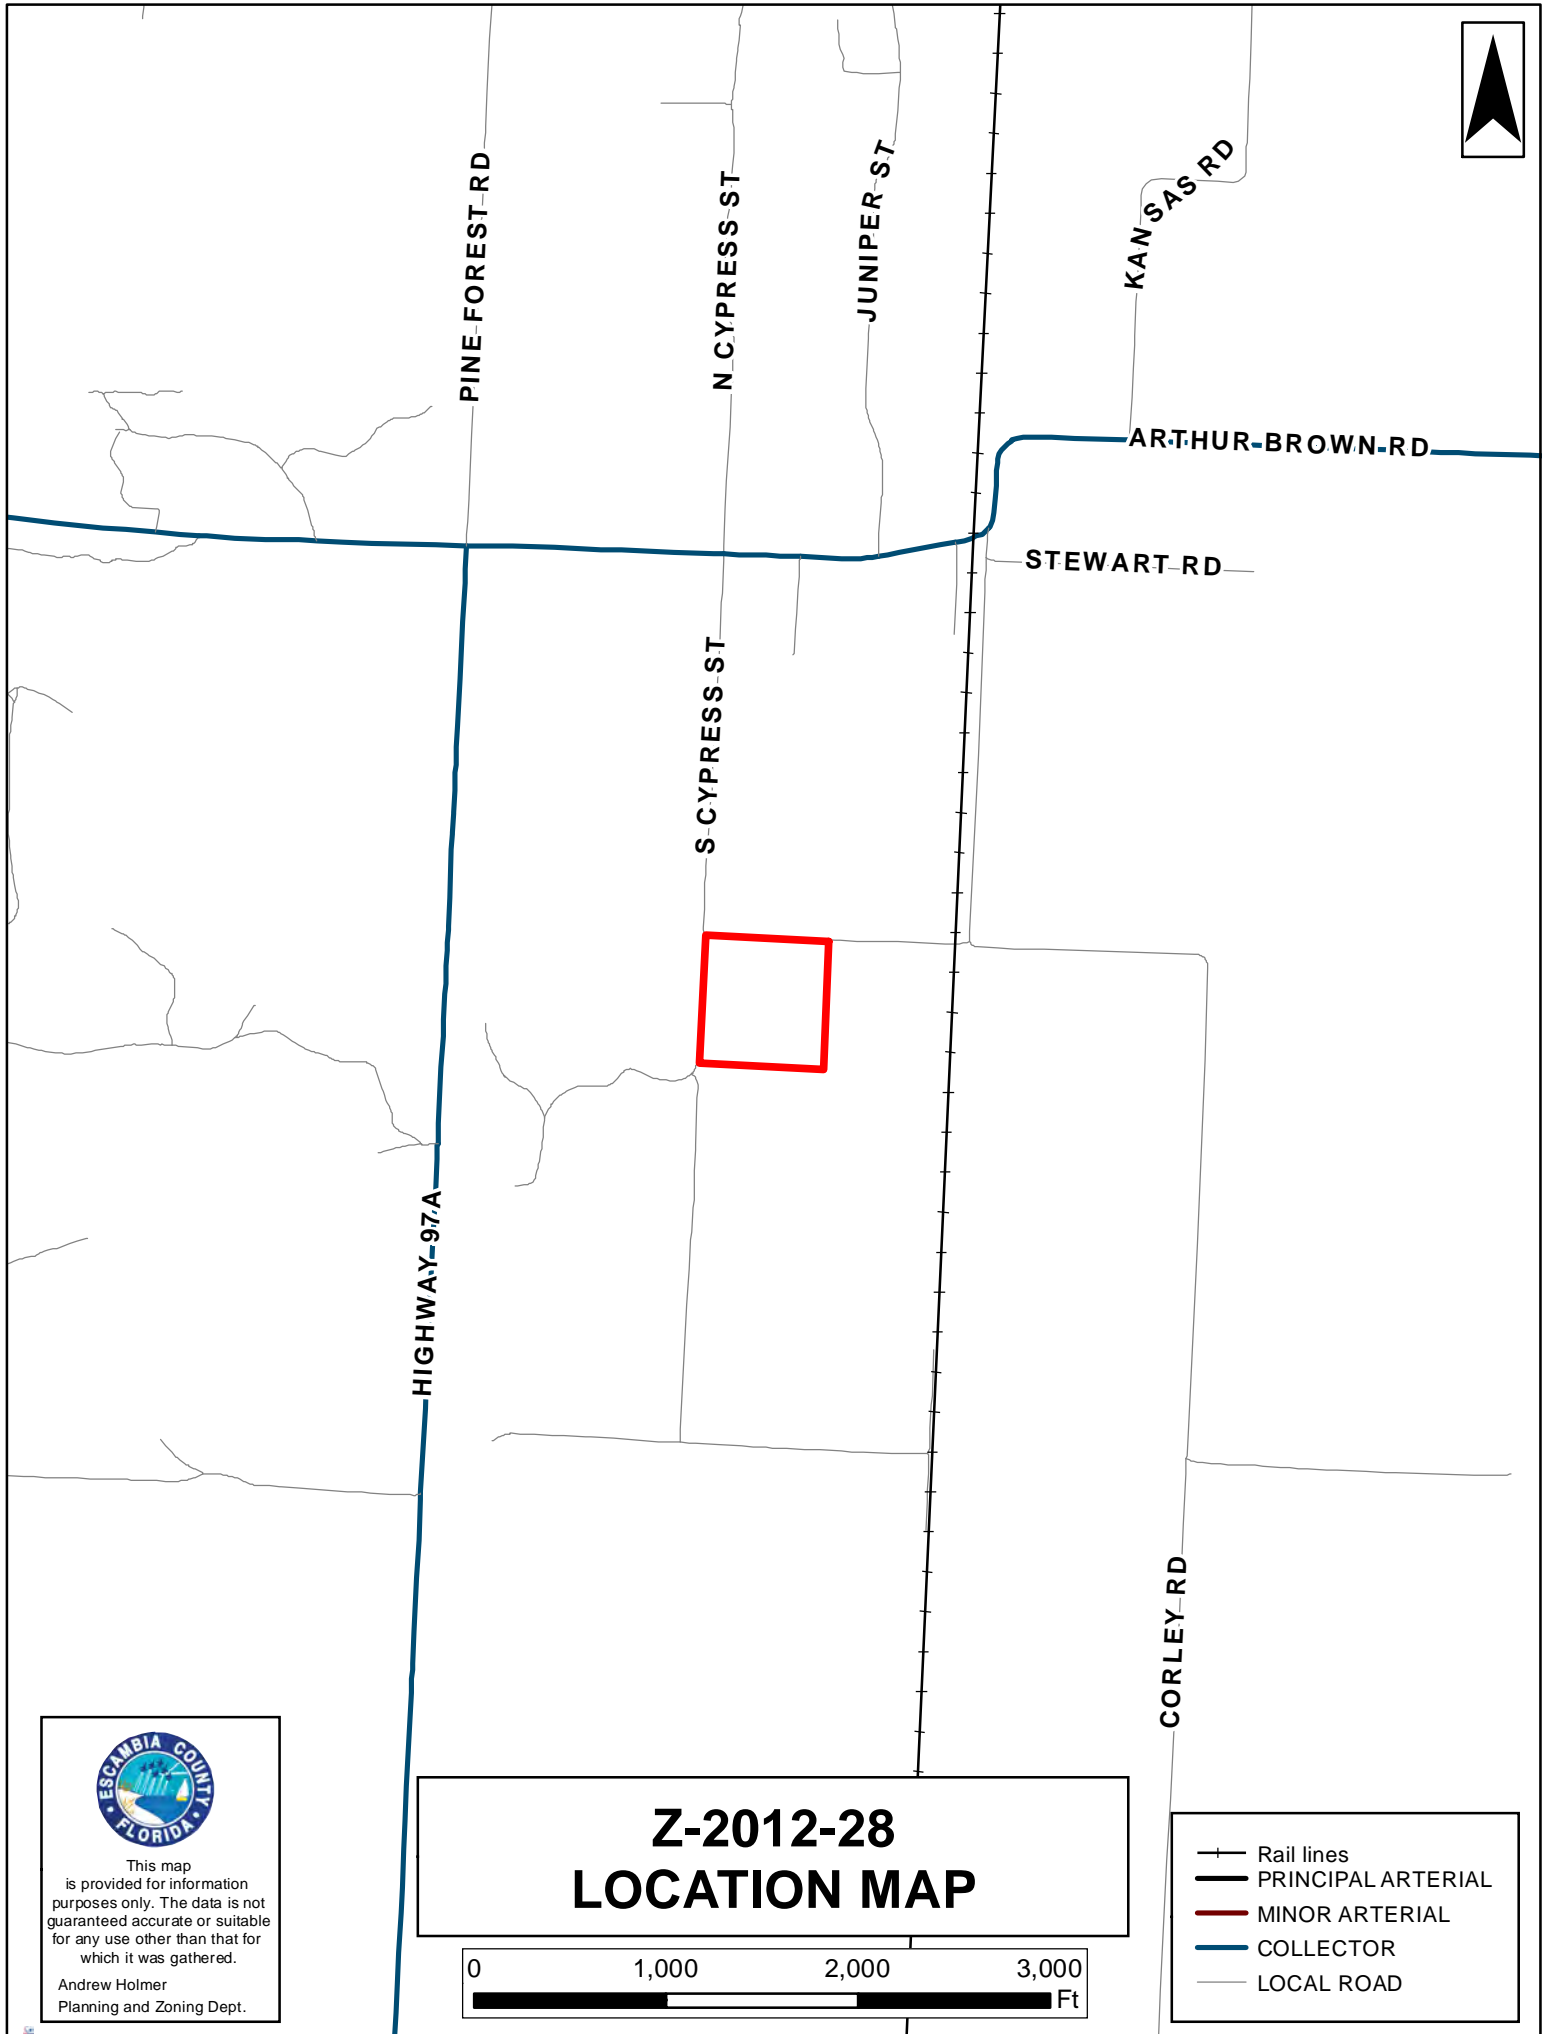 PINE FOREST RD
N CYPRESS ST
JUNIPER ST
KANSAS RD
ARTHUR BROWN RD
STEWART RD
S CYPRESS ST
HIGHWAY 97A
CORLEY RD
ESCAMBIA COUNTY
FLORIDA
This map
is provided for information
purposes only. The data is not
guaranteed accurate or suitable
for any use other than that for
which it was gathered.
Andrew Holmer
Planning and Zoning Dept.
Z-2012-28
LOCATION MAP
0 1,000 2,000 3,000
Ft
Rail lines
PRINCIPAL ARTERIAL
MINOR ARTERIAL
COLLECTOR
LOCAL ROAD